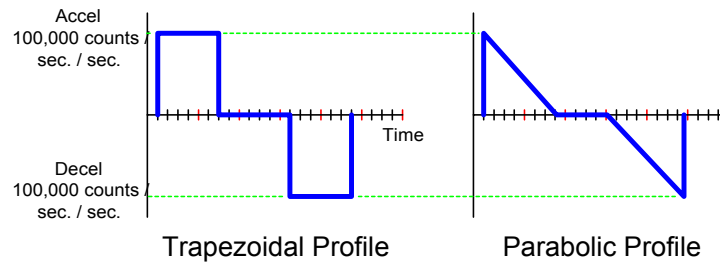 Accel
100,000 counts /
sec. / sec.
Time
Decel
100,000 counts /
sec. / sec.
Trapezoidal Profile
Parabolic Profile